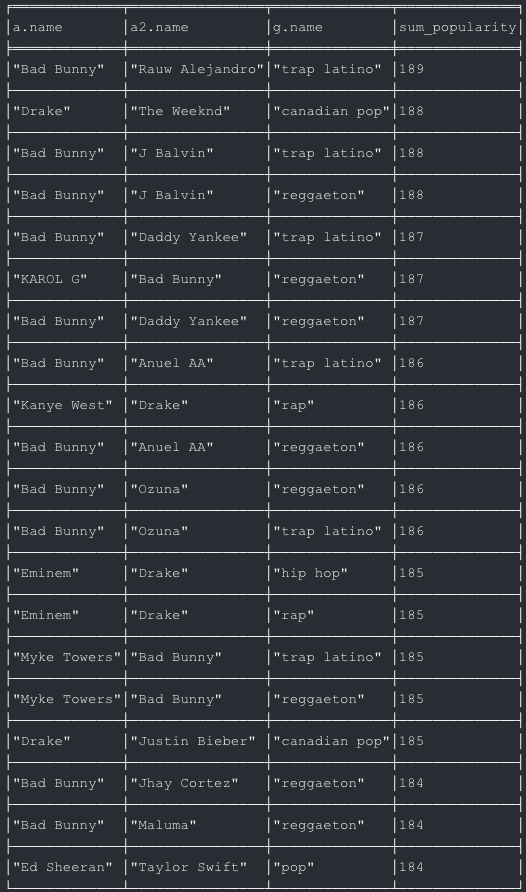 a.name a2.name g.name sum_popularity
"Bad Bunny" "Rauw Alejandro" "trap latino" 189
"Drake" "The Weeknd" "canadian pop" 188
"Bad Bunny" "J Balvin" "trap latino" 188
"Bad Bunny" "J Balvin" "reggaeton" 188
"Bad Bunny" "Daddy Yankee" "trap latino" 187
"KAROL G" "Bad Bunny" "reggaeton" 187
"Bad Bunny" "Daddy Yankee" "reggaeton" 187
"Bad Bunny" "Anuel AA" "trap latino" 186
"Kanye West" "Drake" "rap" 186
"Bad Bunny" "Anuel AA" "reggaeton" 186
"Bad Bunny" "Ozuna" "reggaeton" 186
"Bad Bunny" "Ozuna" "trap latino" 186
"Eminem" "Drake" "hip hop" 185
"Eminem" "Drake" "rap" 185
"Myke Towers" "Bad Bunny" "trap latino" 185
"Myke Towers" "Bad Bunny" "reggaeton" 185
"Drake" "Justin Bieber" "canadian pop" 185
"Bad Bunny" "Jhay Cortez" "reggaeton" 184
"Bad Bunny" "Maluma" "reggaeton" 184
"Ed Sheeran" "Taylor Swift" "pop" 184